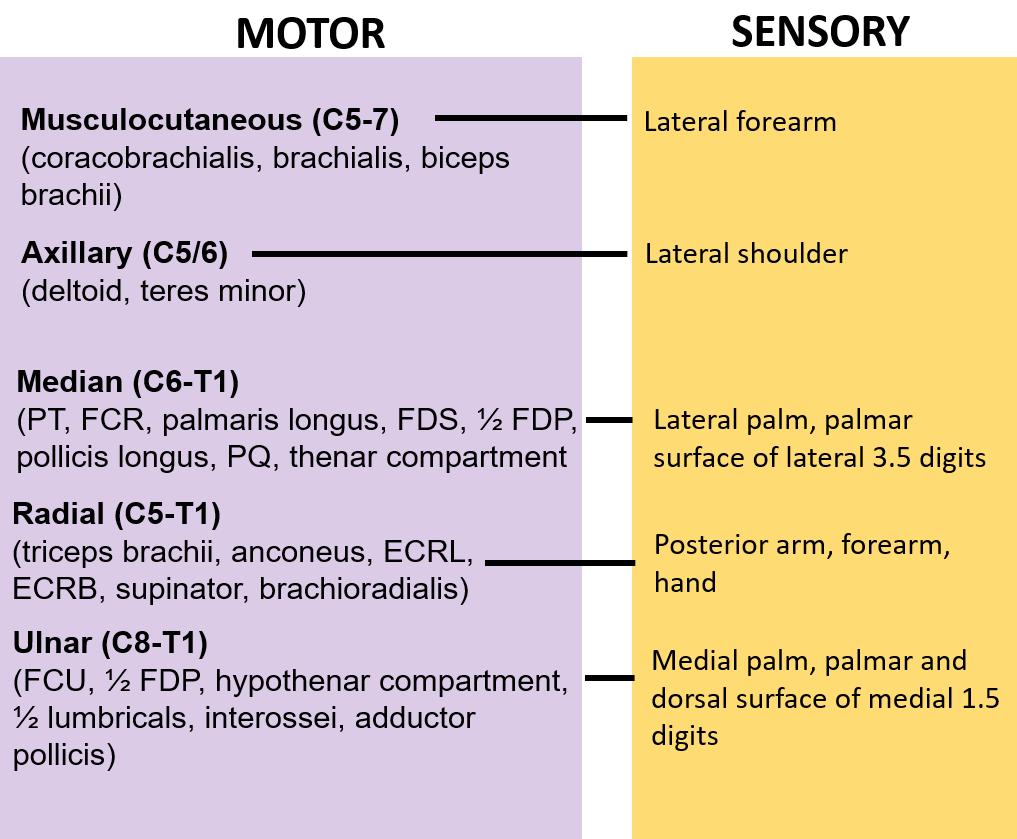 MOTOR
SENSORY
Musculocutaneous (C5-7)
(coracobrachialis, brachialis, biceps
brachii)
Lateral forearm
Axillary (C5/6)
(deltoid, teres minor)
Lateral shoulder
Median (C6-T1)
(PT, FCR, palmaris longus, FDS, ½ FDP,
pollicis longus, PQ, thenar compartment
Lateral palm, palmar
surface of lateral 3.5 digits
Radial (C5-T1)
(triceps brachii, anconeus, ECRL,
ECRB, supinator, brachioradialis)
Posterior arm, forearm,
hand
Ulnar (C8-T1)
(FCU, ½ FDP, hypothenar compartment,
½ lumbricals, interossei, adductor
pollicis)
Medial palm, palmar and
dorsal surface of medial 1.5
digits